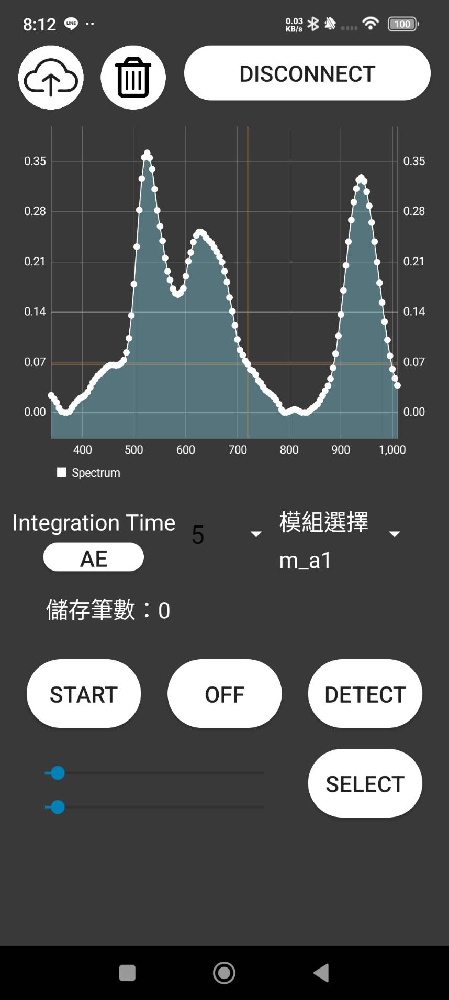 8:12 LINE
0.03
KB/s
100
DISCONNECT
0.35 0.35
0.28 0.28
0.21 0.21
0.14 0.14
0.07 0.07
0.00 0.00
400 500 600 700 800 900 1,000
Spectrum
Integration Time
5
模組選擇
AE
m_a1
儲存筆數：0
START OFF DETECT
SELECT